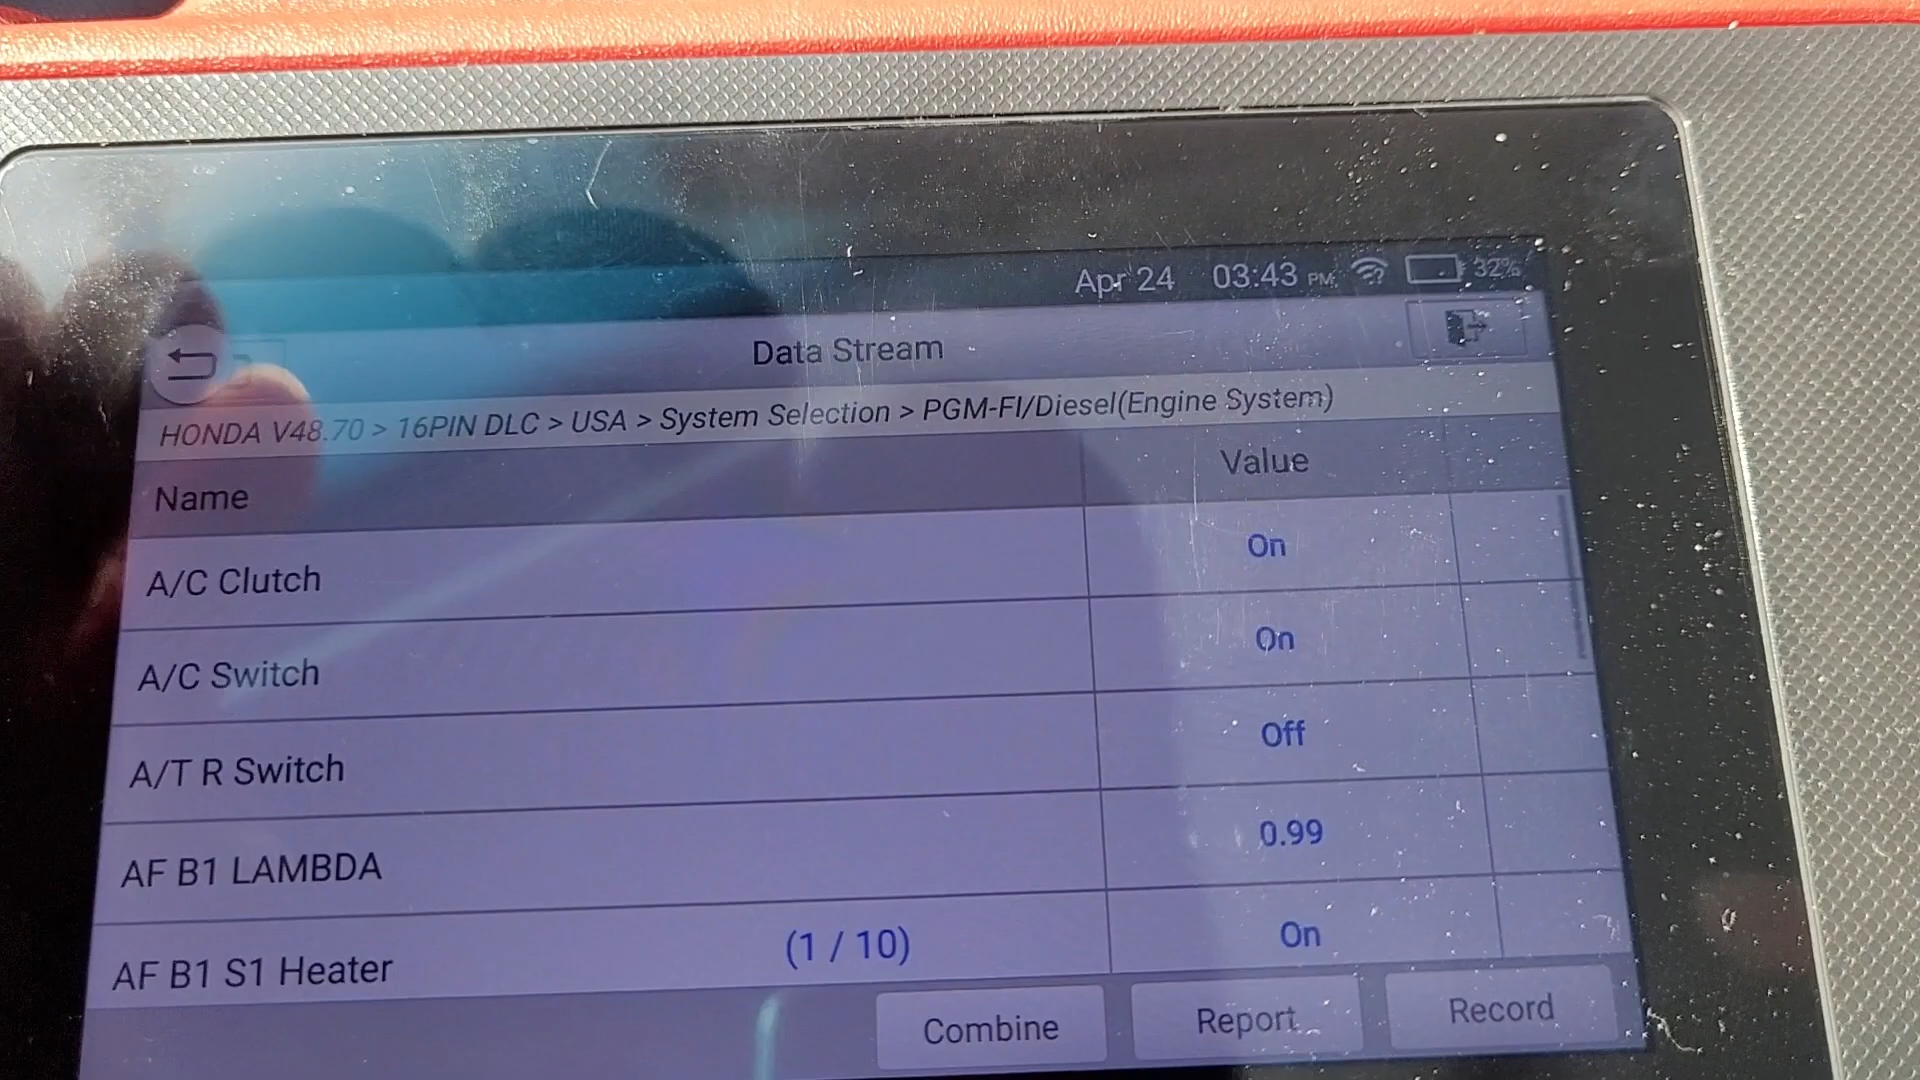 Apr 24 03:43 PM 32%
Data Stream
HONDA V48.70 > 16PIN DLC > USA > System Selection > PGM-FI/Diesel(Engine System)
Name Value
A/C Clutch On
A/C Switch On
A/T R Switch Off
AF B1 LAMBDA 0.99
AF B1 S1 Heater (1 / 10) On
Combine Report Record